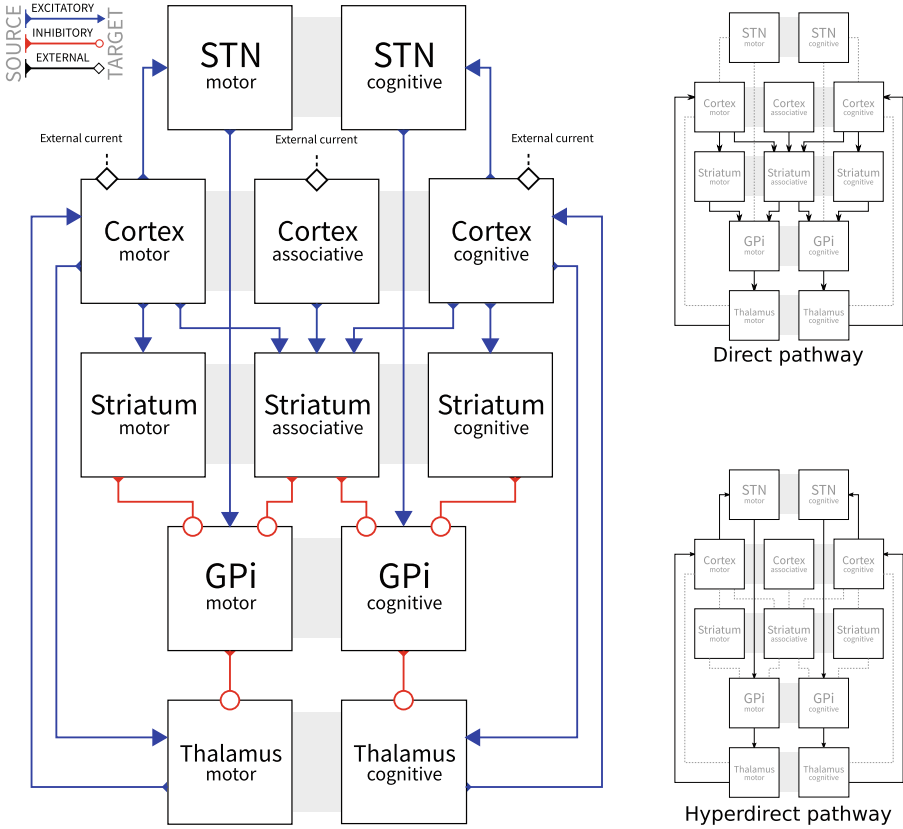 SOURCE
EXCITATORY
INHIBITORY
EXTERNAL
TARGET
STN
motor
STN
cognitive
External current
External current
External current
Cortex
motor
Cortex
associative
Cortex
cognitive
Striatum
motor
Striatum
associative
Striatum
cognitive
GPi
motor
GPi
cognitive
Thalamus
motor
Thalamus
cognitive
STN
motor
STN
cognitive
Cortex
motor
Cortex
associative
Cortex
cognitive
Striatum
motor
Striatum
associative
Striatum
cognitive
GPi
motor
GPi
cognitive
Thalamus
motor
Thalamus
cognitive
Direct pathway
STN
motor
STN
cognitive
Cortex
motor
Cortex
associative
Cortex
cognitive
Striatum
motor
Striatum
associative
Striatum
cognitive
GPi
motor
GPi
cognitive
Thalamus
motor
Thalamus
cognitive
Hyperdirect pathway